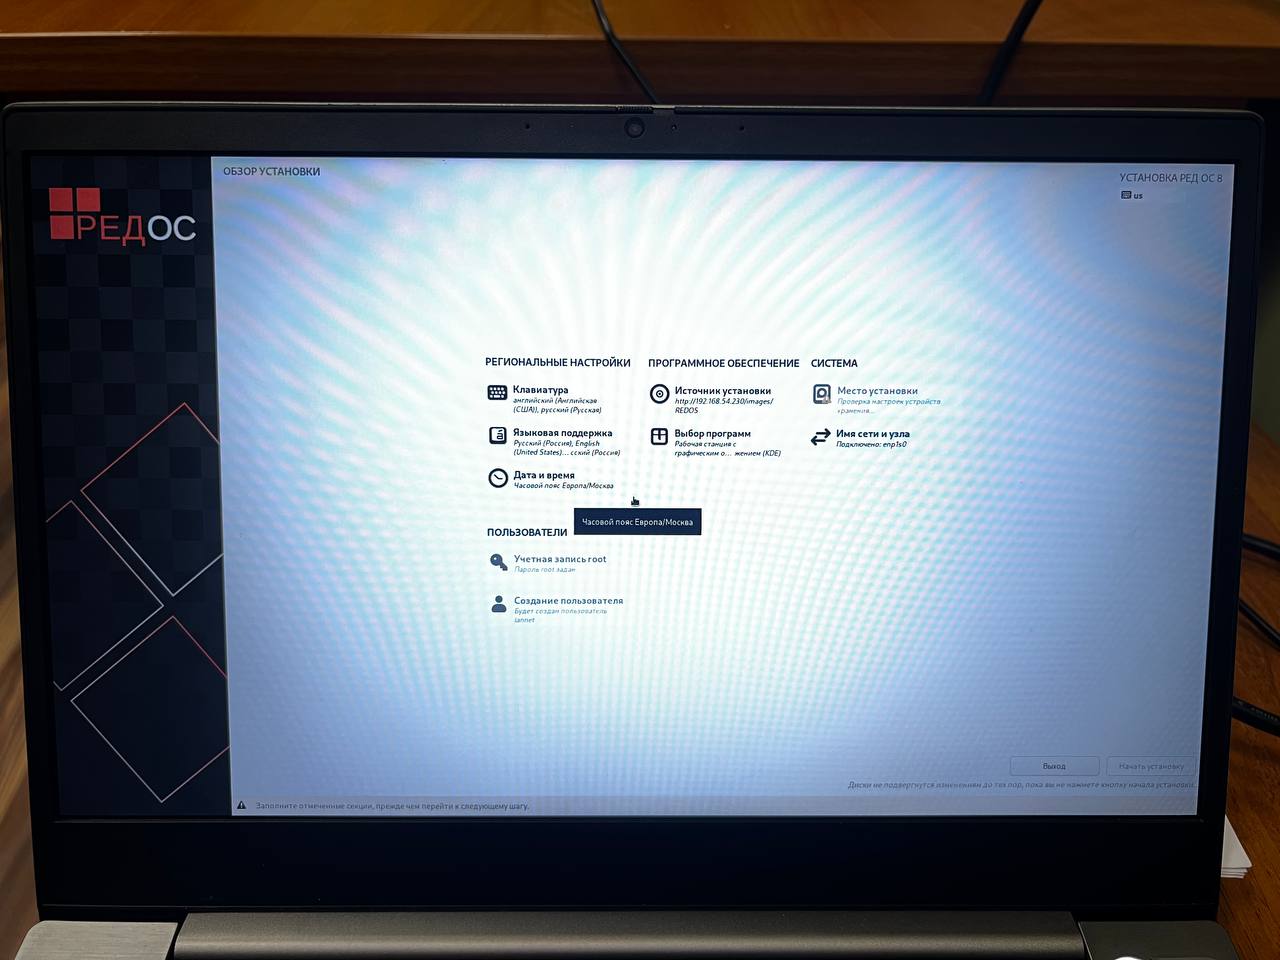 РЕДОС
ОБЗОР УСТАНОВКИ
УСТАНОВКА РЕД ОС 8
us
РЕГИОНАЛЬНЫЕ НАСТРОЙКИ
Клавиатура
английский (Английская
(США)), русский (Русская)
Языковая поддержка
Русский (Россия), English
(United States)... сский (Россия)
Дата и время
Часовой пояс Европа/Москва
ПРОГРАММНОЕ ОБЕСПЕЧЕНИЕ
Источник установки
http://192.168.54.230/images/
REDOS
Выбор программ
Рабочая станция с
графическим о... жением (KDE)
СИСТЕМА
Место установки
Проверка настроек устройств
хранения...
Имя сети и узла
Подключено: enp1s0
Часовой пояс Европа/Москва
ПОЛЬЗОВАТЕЛИ
Учетная запись root
Пароль root задан
Создание пользователя
Будет создан пользователь
iannet
Выход
Начать установку
Диски не подвергнутся изменениям до тех пор, пока вы не нажмете кнопку начала установки.
Заполните отмеченные секции, прежде чем перейти к следующему шагу.